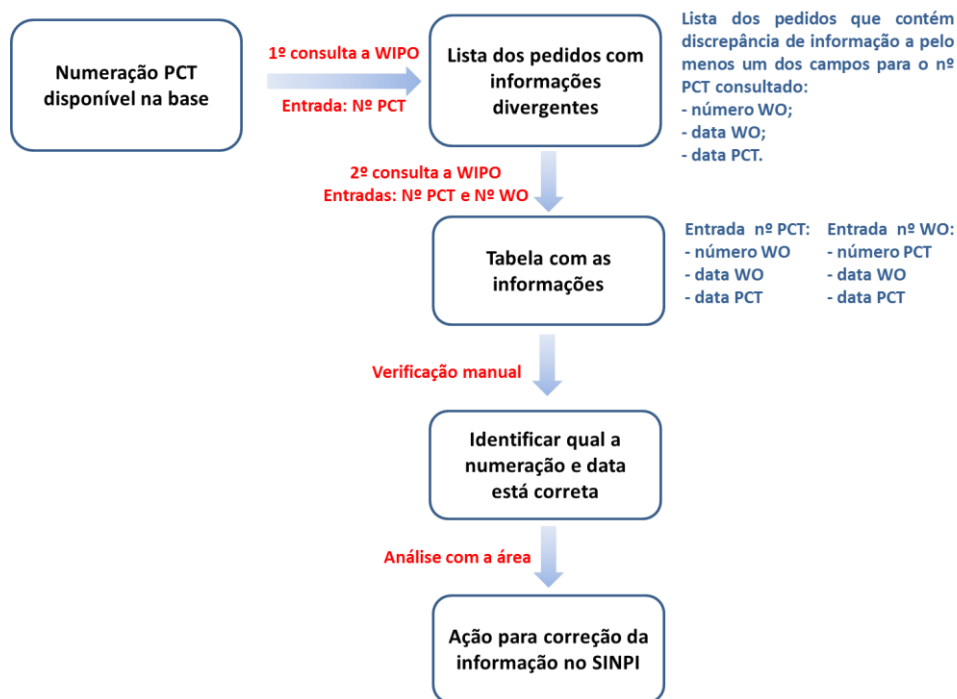 Numeração PCT
disponível na base
1º consulta a WIPO
Entrada: Nº PCT
Lista dos pedidos com
informações
divergentes
Lista dos pedidos que contém
discrepância de informação a pelo
menos um dos campos para o nº
PCT consultado:
- número WO;
- data WO;
- data PCT.
2º consulta a WIPO
Entradas: Nº PCT e Nº WO
Tabela com as
informações
Entrada nº PCT:
- número WO
- data WO
- data PCT
Entrada nº WO:
- número PCT
- data WO
- data PCT
Verificação manual
Identificar qual a
numeração e data
está correta
Análise com a área
Ação para correção da
informação no SINPI